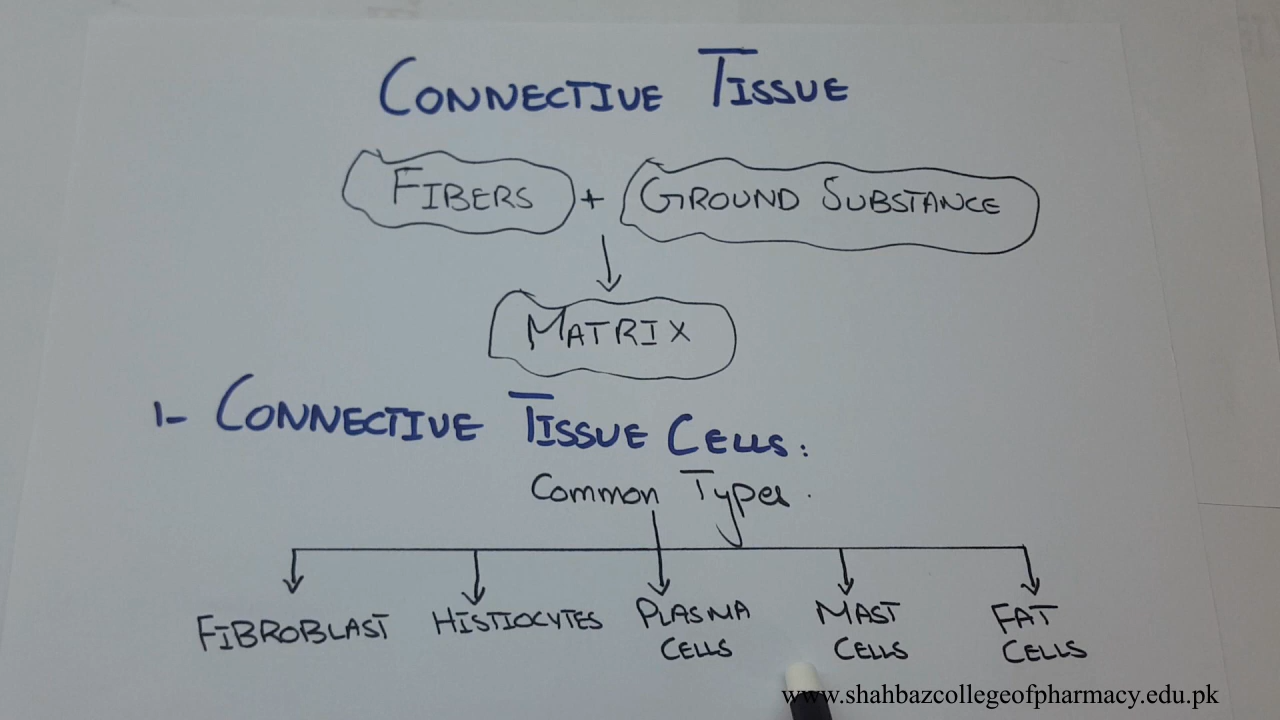 CONNECTIVE TISSUE
FIBERS + GROUND SUBSTANCE
MATRIX
1- CONNECTIVE TISSUE CELLS:
Common Types.
FIBROBLAST HISTIOCYTES PLASMA CELLS MAST CELLS FAT CELLS
www.shahbazcollegeofpharmacy.edu.pk